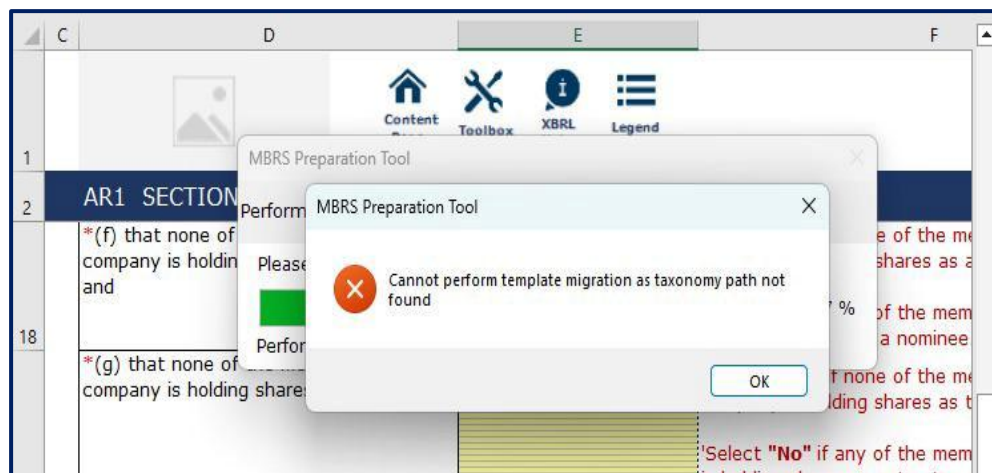 C D E F
Content Toolbox XBRL Legend
1
MBRS Preparation Tool
2 AR1 SECTION
Perform
MBRS Preparation Tool
*(f) that none of
company is holdin
and
e of the me
shares as a
Please
Cannot perform template migration as taxonomy path not
found
%
of the mem
a nominee
18
Perfor
OK
*(g) that none of
company is holding share
f none of the me
lding shares as t
'Select "No" if any of the mem